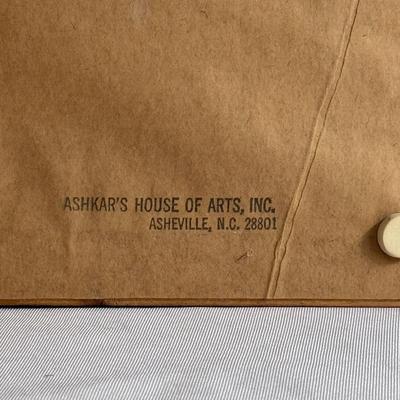 ASHKAR'S HOUSE OF ARTS, INC.
ASHEVILLE, N.C. 28801